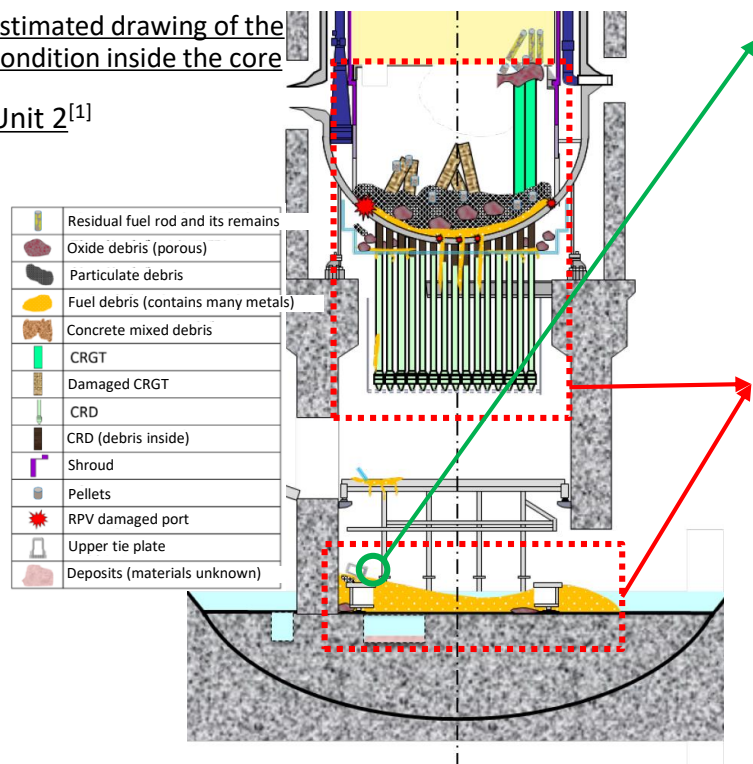 stimated drawing of the
ondition inside the core
Unit 2[1]
Residual fuel rod and its remains
Oxide debris (porous)
Particulate debris
Fuel debris (contains many metals)
Concrete mixed debris
CRGT
Damaged CRGT
CRD
CRD (debris inside)
Shroud
Pellets
RPV damaged port
Upper tie plate
Deposits (materials unknown)